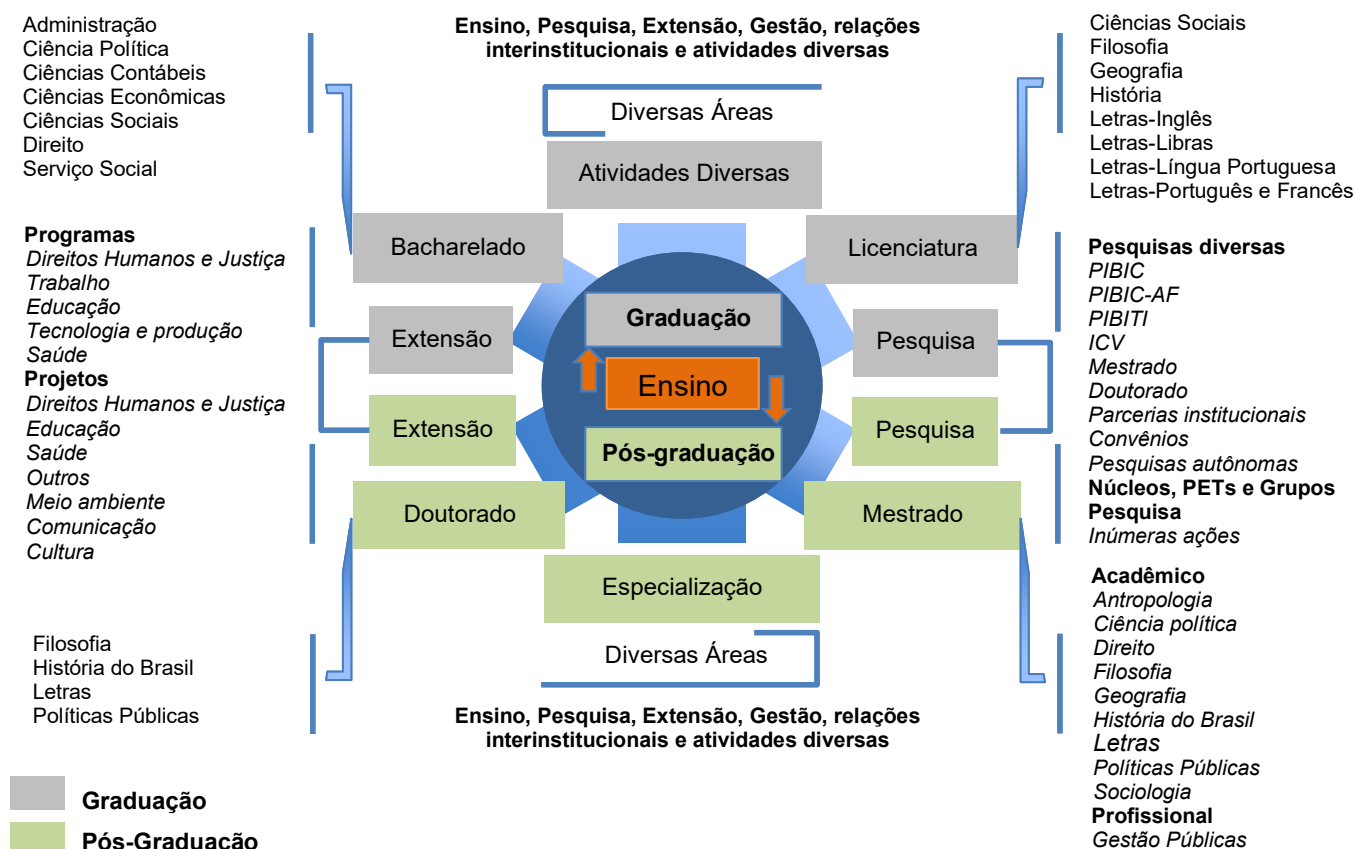 Administração
Ciência Política
Ciências Contábeis
Ciências Econômicas
Ciências Sociais
Direito
Serviço Social
Ensino, Pesquisa, Extensão, Gestão, relações
interinstitucionais e atividades diversas
Diversas Áreas
Atividades Diversas
Ciências Sociais
Filosofia
Geografia
História
Letras-Inglês
Letras-Libras
Letras-Língua Portuguesa
Letras-Português e Francês
Bacharelado
Licenciatura
Programas
Direitos Humanos e Justiça
Trabalho
Educação
Tecnologia e produção
Saúde
Projetos
Direitos Humanos e Justiça
Educação
Saúde
Outros
Meio ambiente
Comunicação
Cultura
Extensão
Extensão
Graduação
Ensino
Pós-graduação
Pesquisa
Pesquisa
Pesquisas diversas
PIBIC
PIBIC-AF
PIBITI
ICV
Mestrado
Doutorado
Parcerias institucionais
Convênios
Pesquisas autônomas
Núcleos, PETs e Grupos
Pesquisa
Inúmeras ações
Doutorado
Mestrado
Especialização
Diversas Áreas
Ensino, Pesquisa, Extensão, Gestão, relações
interinstitucionais e atividades diversas
Filosofia
História do Brasil
Letras
Políticas Públicas
Acadêmico
Antropologia
Ciência política
Direito
Filosofia
Geografia
História do Brasil
Letras
Políticas Públicas
Sociologia
Profissional
Gestão Públicas
Graduação
Pós-Graduação